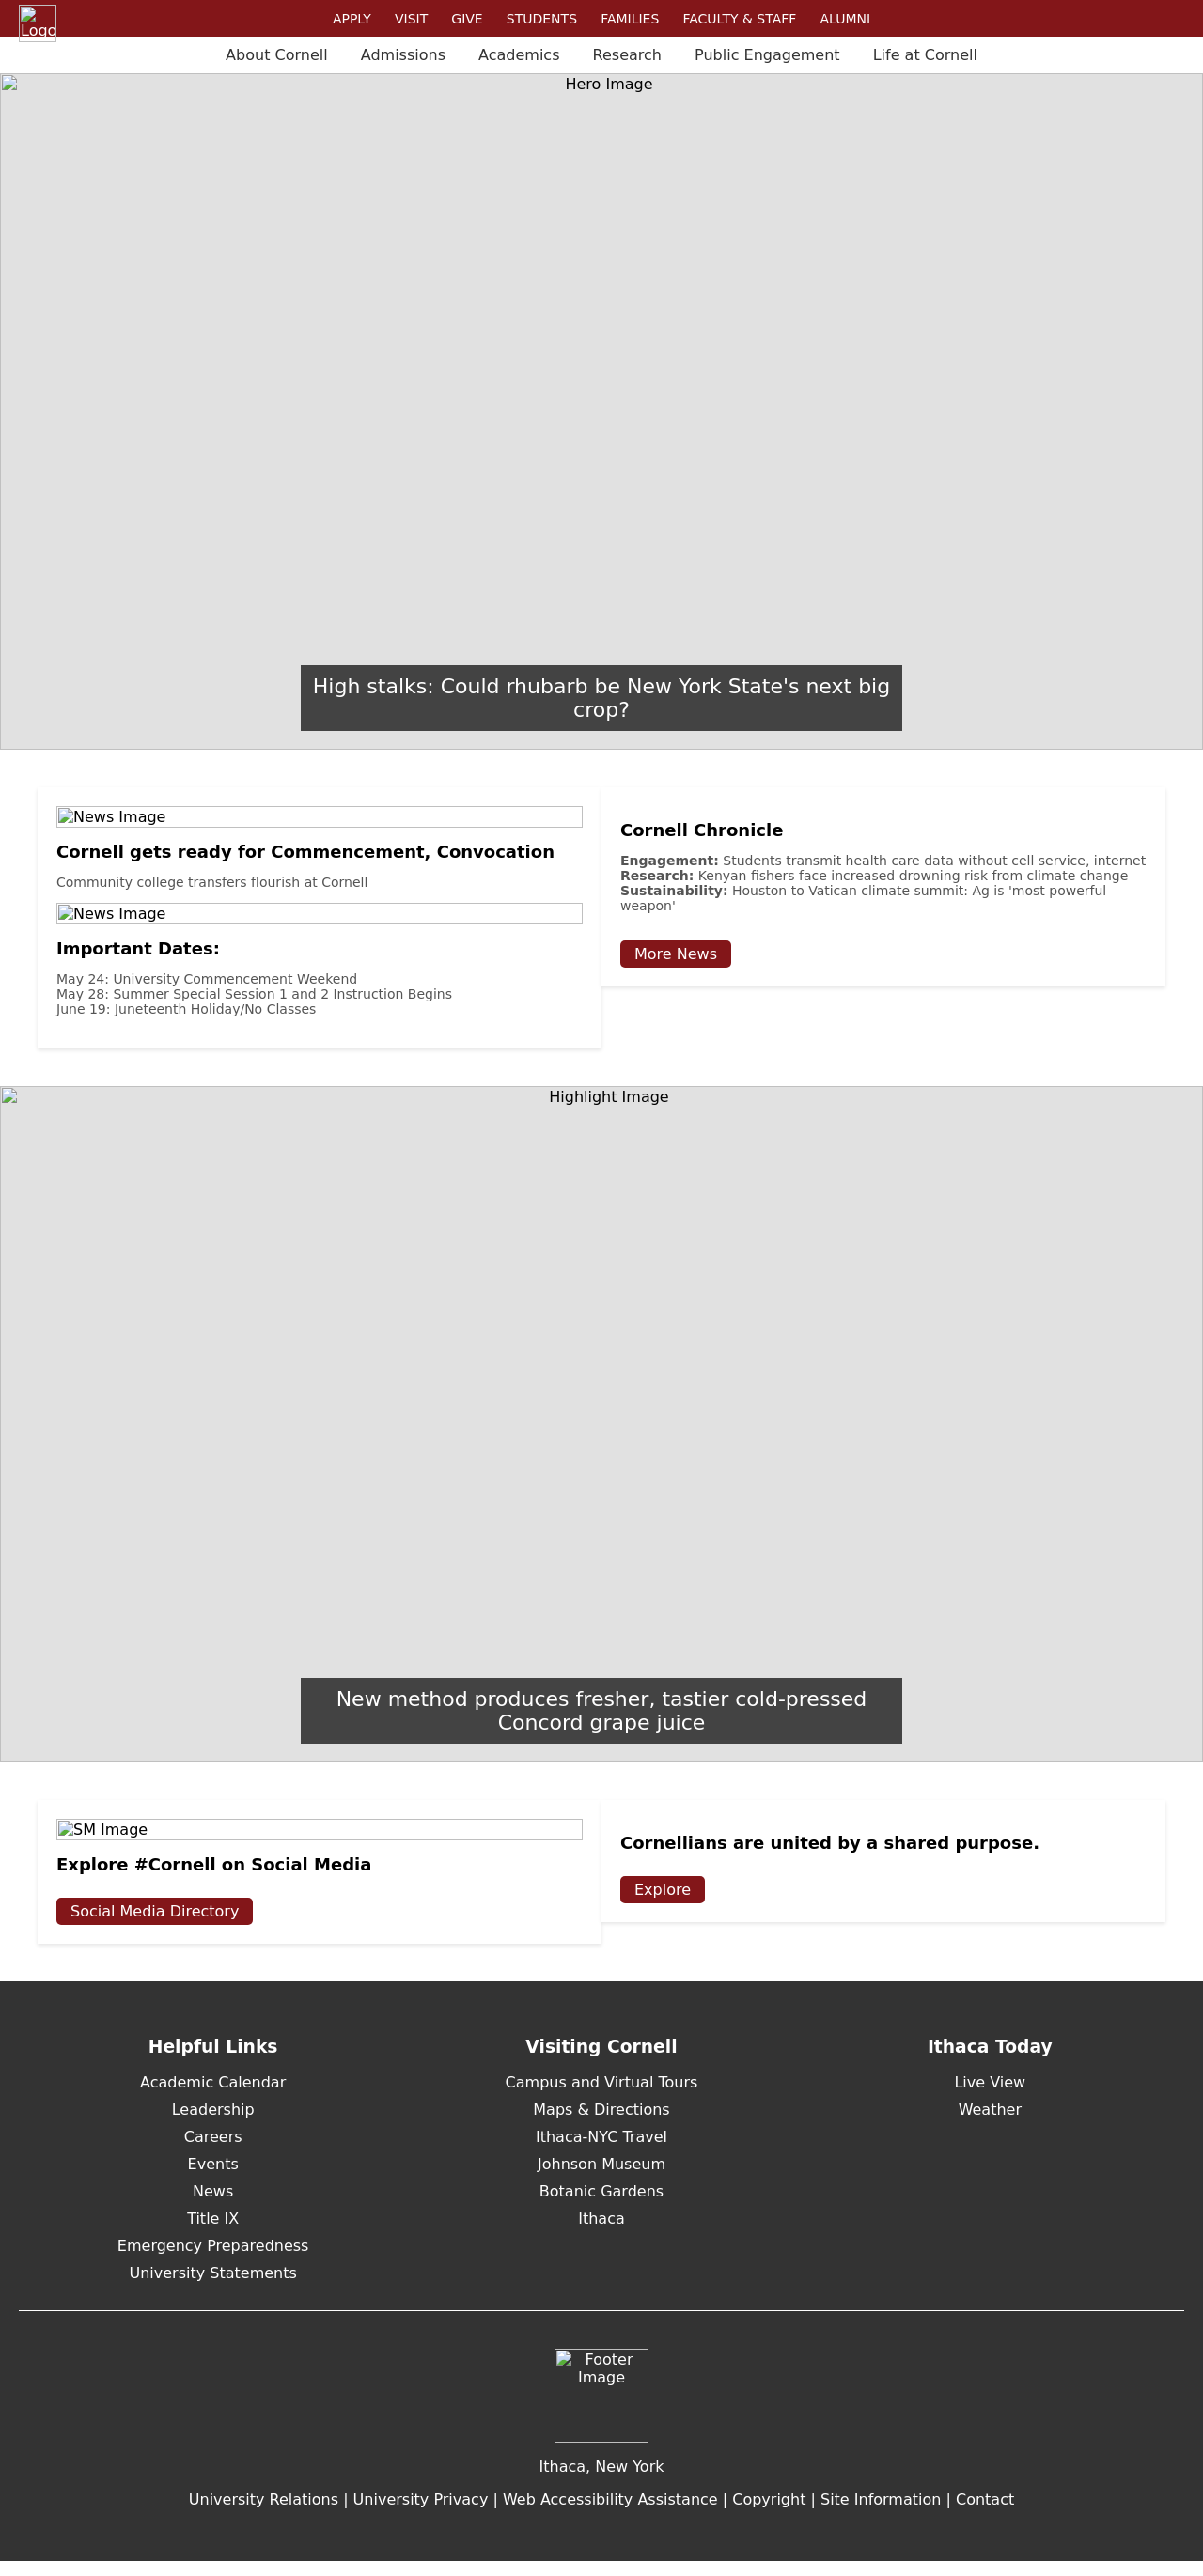 Logo
APPLY VISIT GIVE STUDENTS FAMILIES FACULTY & STAFF ALUMNI
About Cornell Admissions Academics Research Public Engagement Life at Cornell
Hero Image
High stalks: Could rhubarb be New York State's next big
crop?
News Image
Cornell gets ready for Commencement, Convocation
Community college transfers flourish at Cornell
News Image
Important Dates:
May 24: University Commencement Weekend
May 28: Summer Special Session 1 and 2 Instruction Begins
June 19: Juneteenth Holiday/No Classes
Cornell Chronicle
Engagement: Students transmit health care data without cell service, internet
Research: Kenyan fishers face increased drowning risk from climate change
Sustainability: Houston to Vatican climate summit: Ag is 'most powerful
weapon'
More News
Highlight Image
New method produces fresher, tastier cold-pressed
Concord grape juice
SM Image
Explore #Cornell on Social Media
Social Media Directory
Cornellians are united by a shared purpose.
Explore
Helpful Links
Academic Calendar
Leadership
Careers
Events
News
Title IX
Emergency Preparedness
University Statements
Visiting Cornell
Campus and Virtual Tours
Maps & Directions
Ithaca-NYC Travel
Johnson Museum
Botanic Gardens
Ithaca
Ithaca Today
Live View
Weather
Footer
Image
Ithaca, New York
University Relations | University Privacy | Web Accessibility Assistance | Copyright | Site Information | Contact